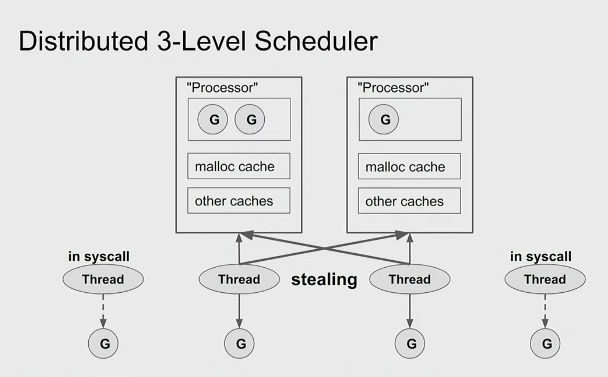 Distributed 3-Level Scheduler
"Processor"
G G
malloc cache
other caches
"Processor"
G
malloc cache
other caches
in syscall
Thread
Thread
stealing
Thread
in syscall
Thread
G
G
G
G